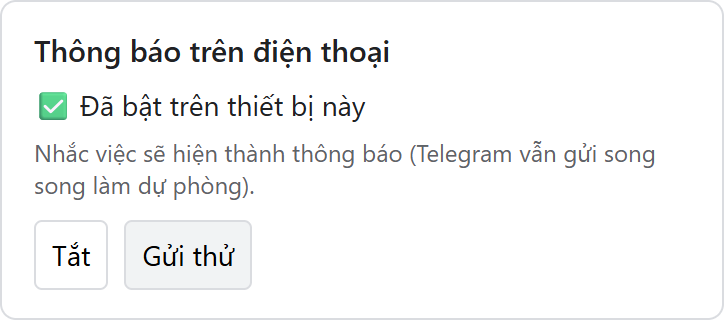 Thông báo trên điện thoại
✅ Đã bật trên thiết bị này
Nhắc việc sẽ hiện thành thông báo (Telegram vẫn gửi song
song làm dự phòng).
Tắt
Gửi thử